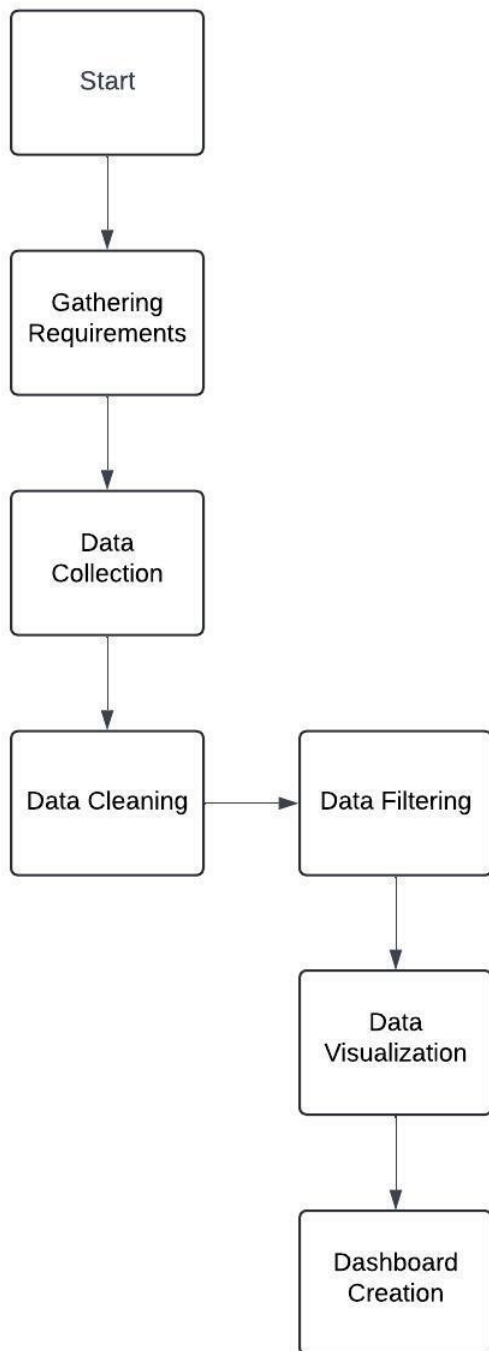 Start
Gathering
Requirements
Data
Collection
Data Cleaning
Data Filtering
Data
Visualization
Dashboard
Creation